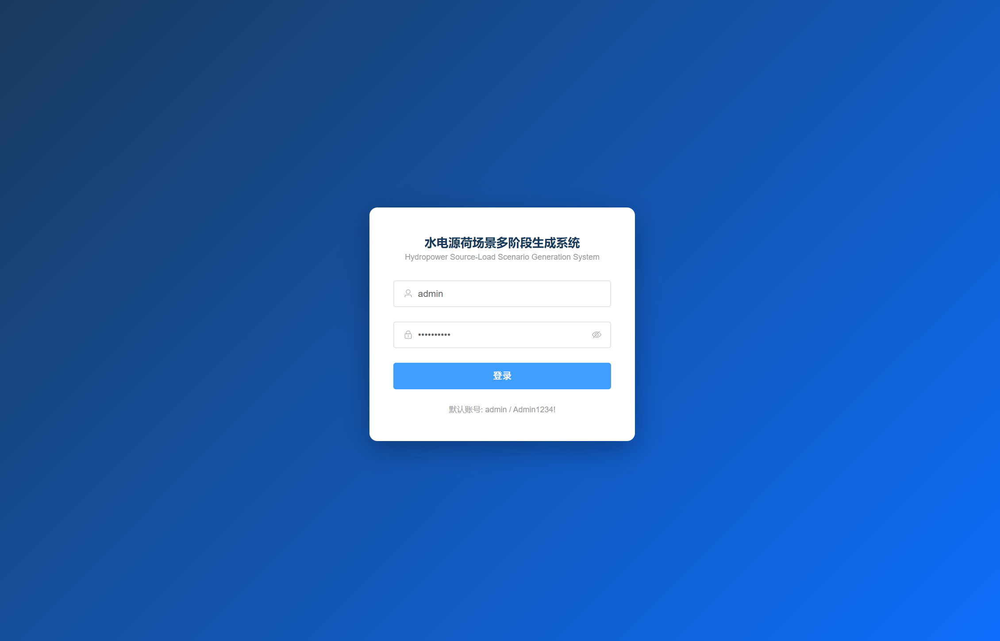 水电源荷场景多阶段生成系统
Hydropower Source-Load Scenario Generation System
admin
••••••••••
登录
默认账号: admin / Admin1234!